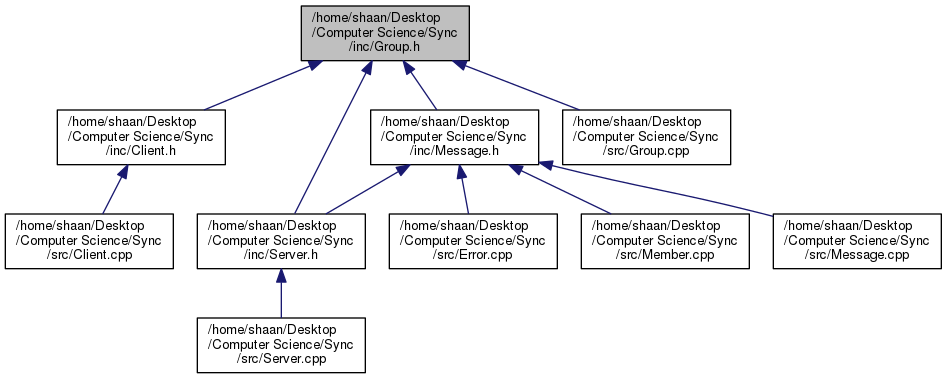 /home/shaan/Desktop
/Computer Science/Sync
/inc/Group.h
/home/shaan/Desktop
/Computer Science/Sync
/inc/Client.h
/home/shaan/Desktop
/Computer Science/Sync
/inc/Message.h
/home/shaan/Desktop
/Computer Science/Sync
/src/Group.cpp
/home/shaan/Desktop
/Computer Science/Sync
/src/Client.cpp
/home/shaan/Desktop
/Computer Science/Sync
/inc/Server.h
/home/shaan/Desktop
/Computer Science/Sync
/src/Error.cpp
/home/shaan/Desktop
/Computer Science/Sync
/src/Member.cpp
/home/shaan/Desktop
/Computer Science/Sync
/src/Message.cpp
/home/shaan/Desktop
/Computer Science/Sync
/src/Server.cpp